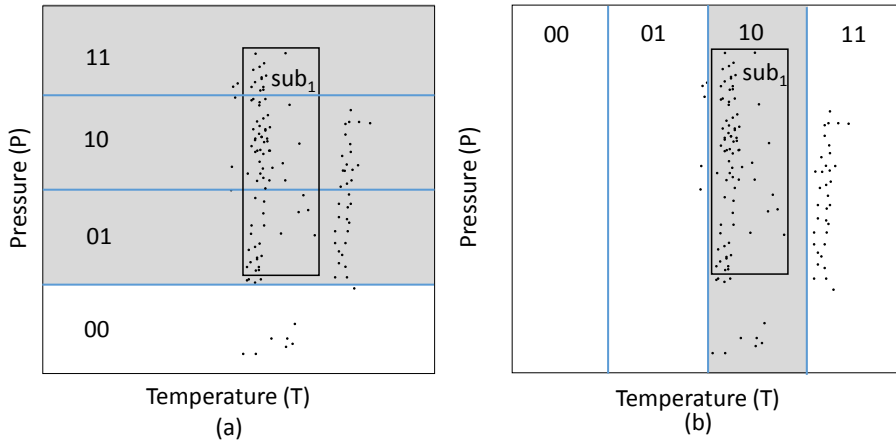 Pressure (P)
11
10
01
00
sub1
Temperature (T)
(a)
Pressure (P)
00
01
10
11
sub1
Temperature (T)
(b)